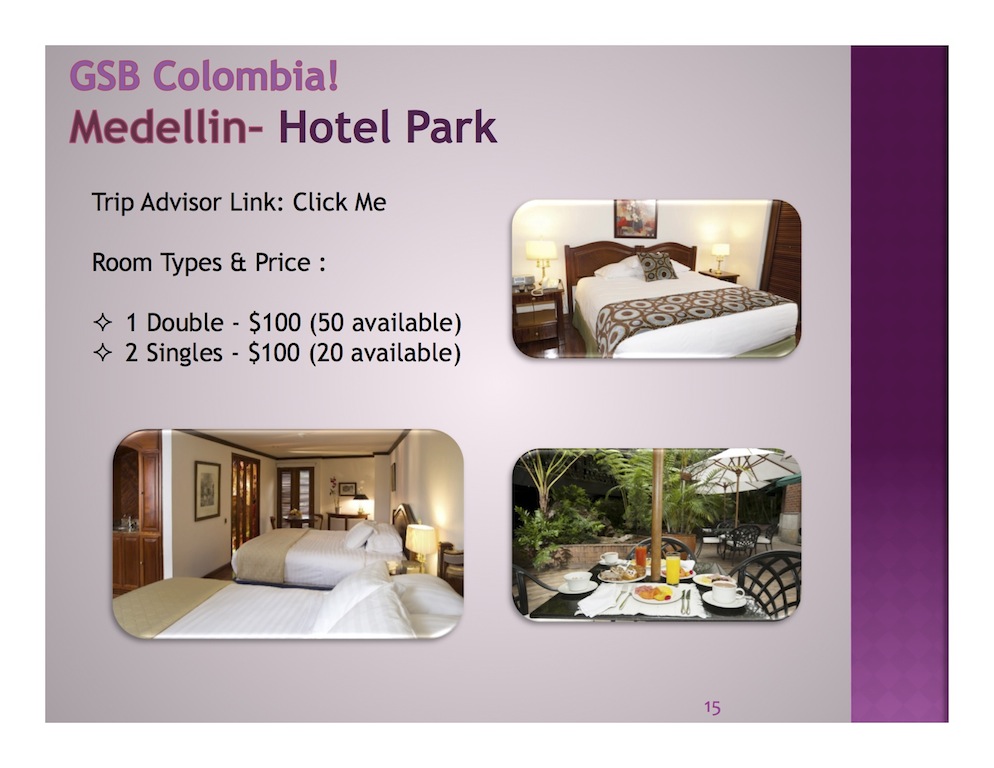 GSB Colombia!
Medellin- Hotel Park
Trip Advisor Link: Click Me
Room Types & Price :
✧ 1 Double - $100 (50 available)
✧ 2 Singles - $100 (20 available)
15